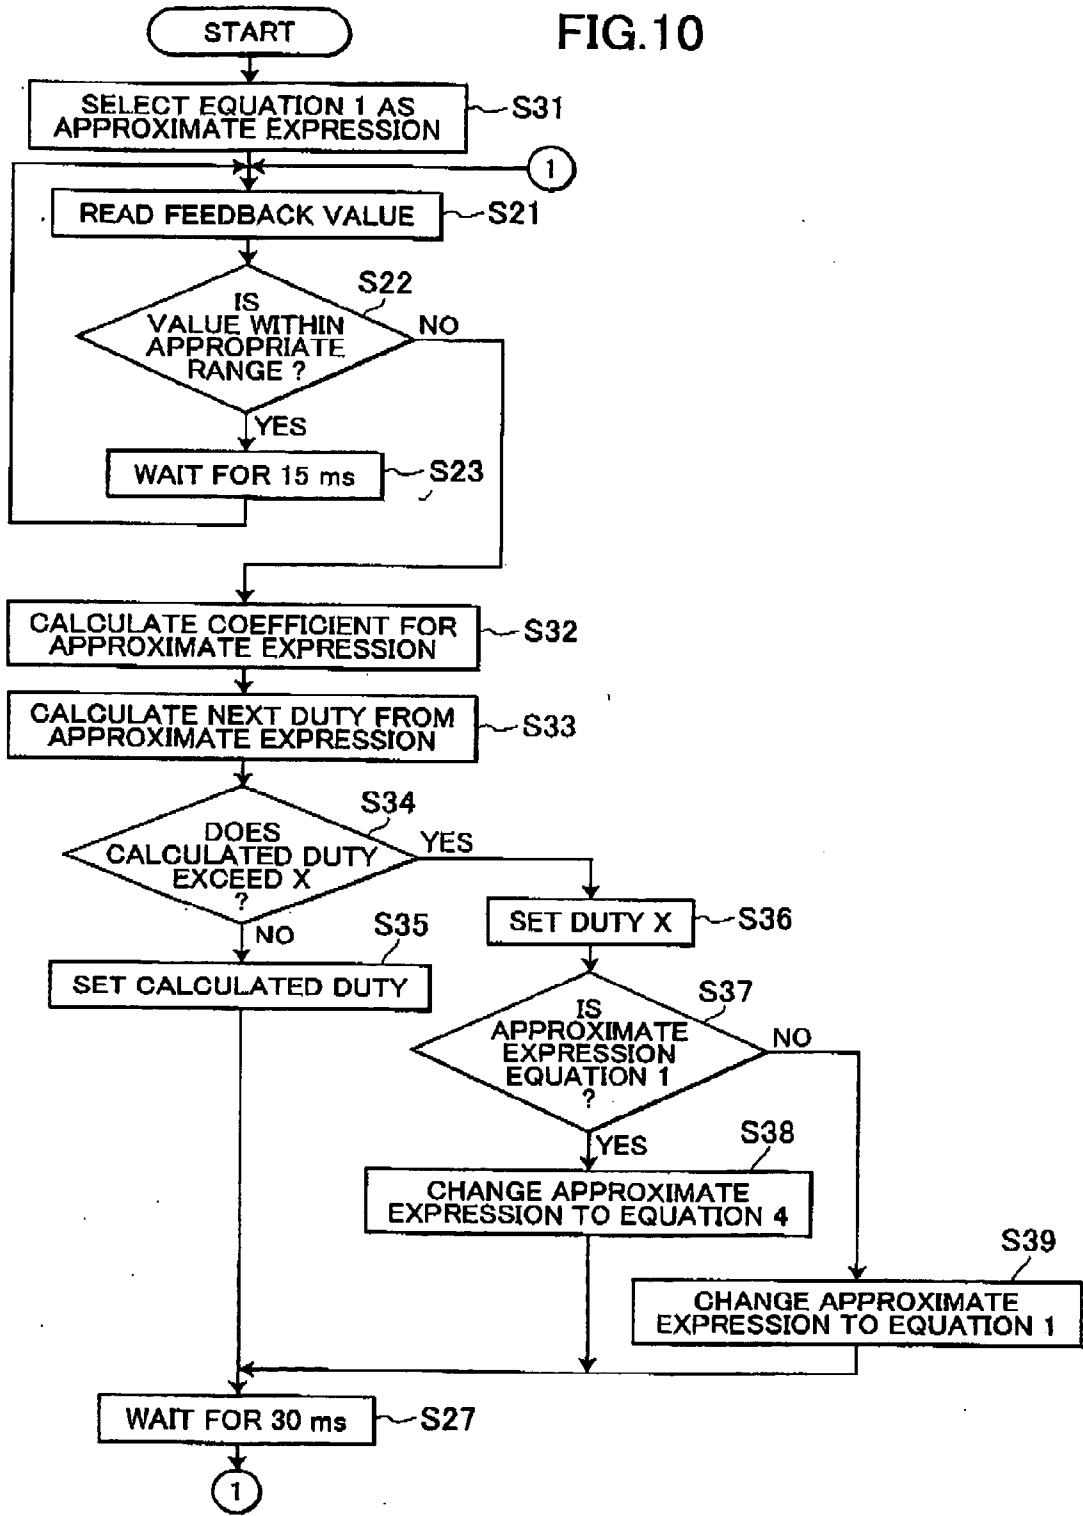 FIG.10
START
SELECT EQUATION 1 AS
APPROXIMATE EXPRESSION
S31
1
READ FEEDBACK VALUE
S21
S22
IS
VALUE WITHIN
APPROPRIATE
RANGE ?
NO
YES
WAIT FOR 15 ms
S23
CALCULATE COEFFICIENT FOR
APPROXIMATE EXPRESSION
S32
CALCULATE NEXT DUTY FROM
APPROXIMATE EXPRESSION
S33
S34
DOES
CALCULATED DUTY
EXCEED X
?
YES
NO
S35
SET CALCULATED DUTY
SET DUTY X
S36
S37
IS
APPROXIMATE
EXPRESSION
EQUATION 1
?
NO
YES
S38
CHANGE APPROXIMATE
EXPRESSION TO EQUATION 4
S39
CHANGE APPROXIMATE
EXPRESSION TO EQUATION 1
WAIT FOR 30 ms
S27
1